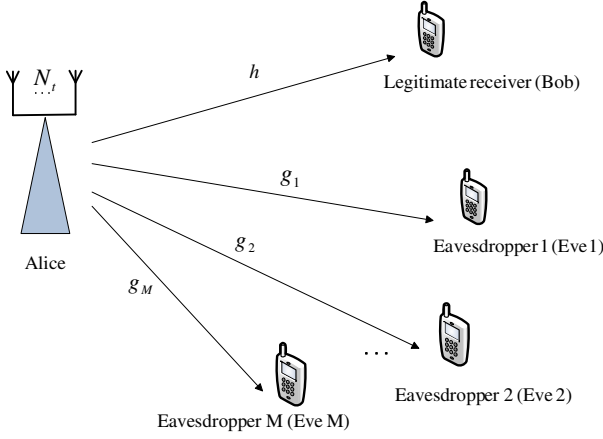 N_t
...
h
Legitimate receiver (Bob)
g_1
Eavesdropper 1 (Eve 1)
g_2
Alice
g_M
...
Eavesdropper 2 (Eve 2)
Eavesdropper M (Eve M)